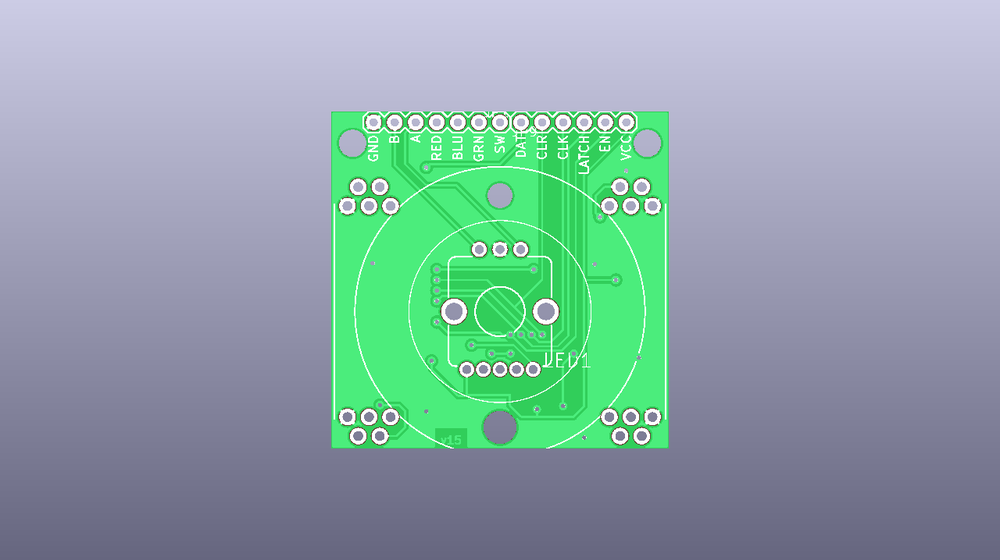 GND
B
A
RED
BLU
GRN
SW
DAT
CLR
CLK
LATCH
EN
VCC
LED1
v15